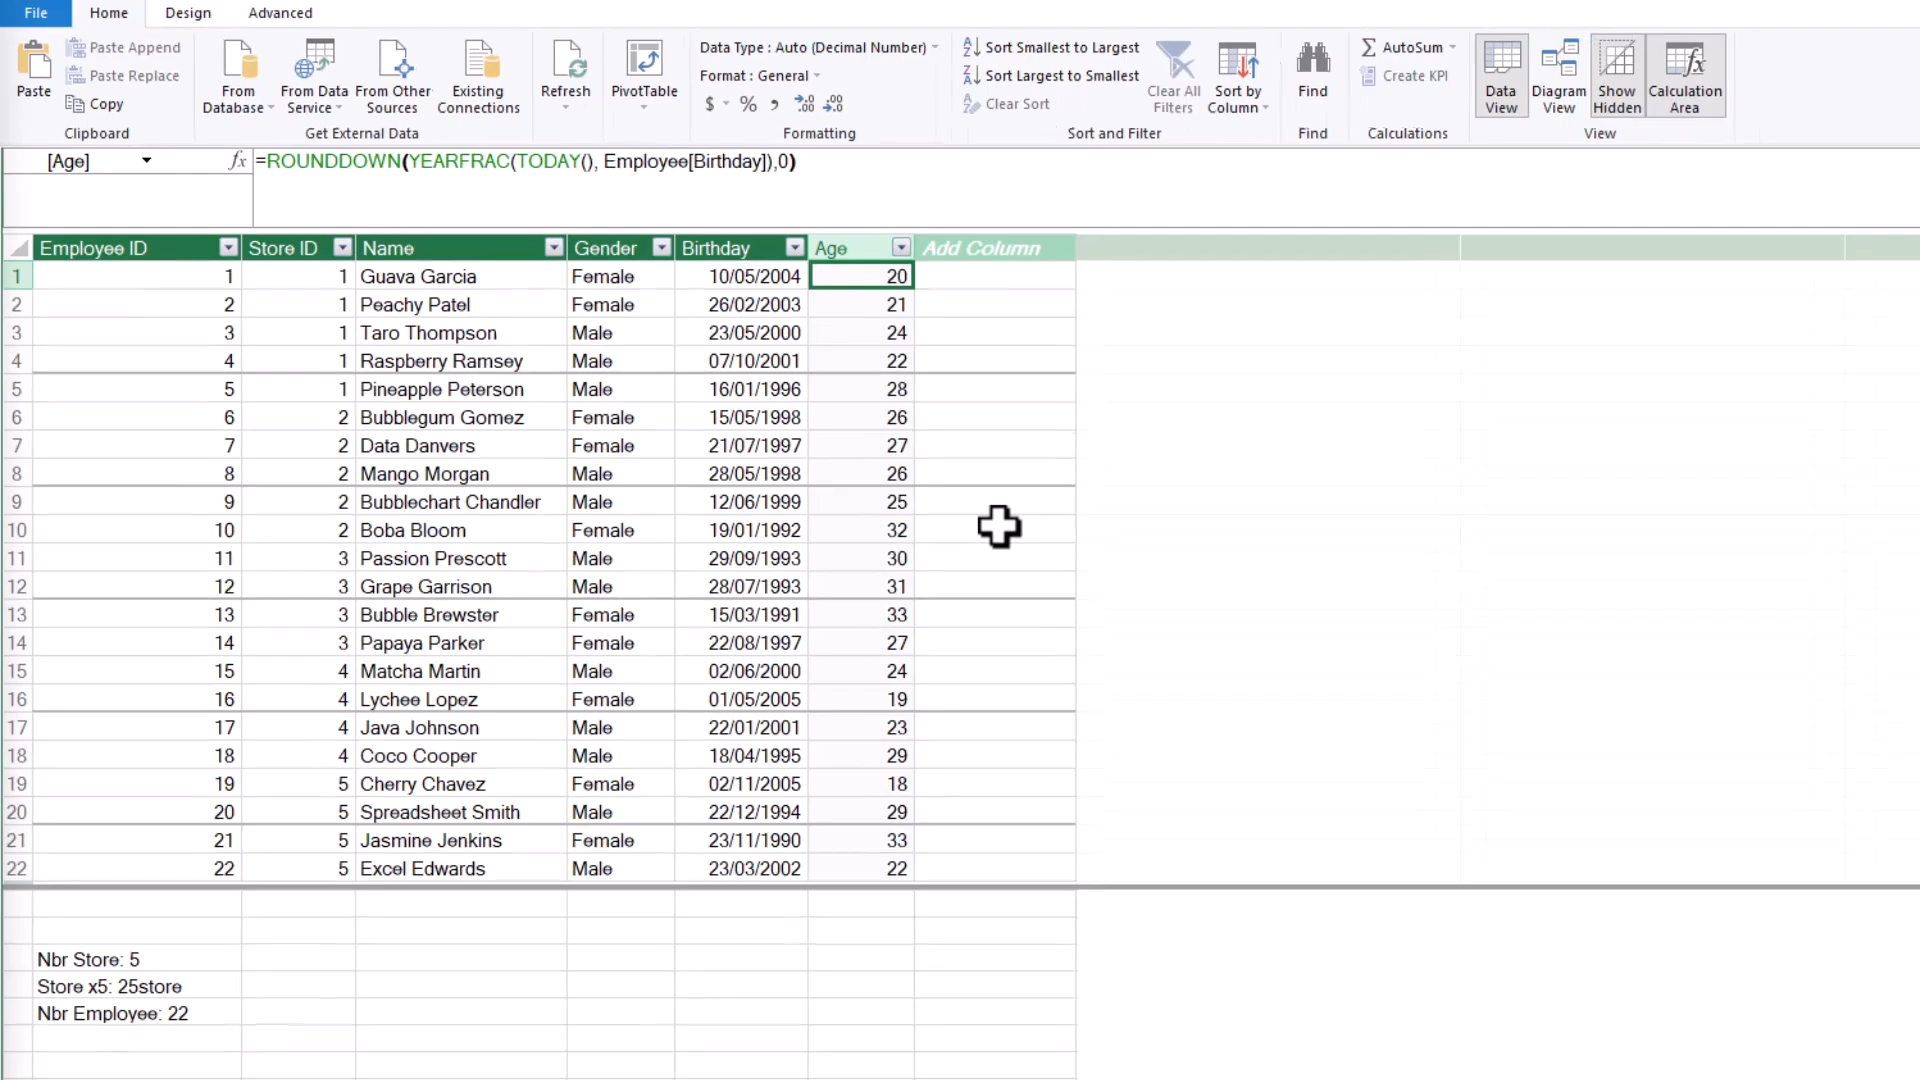 File Home Design Advanced
Paste
Paste Append
Paste Replace
Copy
Clipboard
From Database
From Data Service
From Other Sources
Existing Connections
Get External Data
Refresh
PivotTable
Data Type : Auto (Decimal Number)
Format : General
$ % , .00 .00
Formatting
Sort Smallest to Largest
Sort Largest to Smallest
Clear Sort
Clear All Filters
Sort by Column
Sort and Filter
Find
Find
AutoSum
Create KPI
Calculations
Data View
Diagram View
Show Hidden
Calculation Area
View
[Age] fx =ROUNDDOWN(YEARFRAC(TODAY(), Employee[Birthday]),0)
Employee ID Store ID Name Gender Birthday Age Add Column
1 1 1 Guava Garcia Female 10/05/2004 20
2 2 1 Peachy Patel Female 26/02/2003 21
3 3 1 Taro Thompson Male 23/05/2000 24
4 4 1 Raspberry Ramsey Male 07/10/2001 22
5 5 1 Pineapple Peterson Male 16/01/1996 28
6 6 2 Bubblegum Gomez Female 15/05/1998 26
7 7 2 Data Danvers Female 21/07/1997 27
8 8 2 Mango Morgan Male 28/05/1998 26
9 9 2 Bubblechart Chandler Male 12/06/1999 25
10 10 2 Boba Bloom Female 19/01/1992 32
11 11 3 Passion Prescott Male 29/09/1993 30
12 12 3 Grape Garrison Male 28/07/1993 31
13 13 3 Bubble Brewster Female 15/03/1991 33
14 14 3 Papaya Parker Female 22/08/1997 27
15 15 4 Matcha Martin Male 02/06/2000 24
16 16 4 Lychee Lopez Female 01/05/2005 19
17 17 4 Java Johnson Male 22/01/2001 23
18 18 4 Coco Cooper Male 18/04/1995 29
19 19 5 Cherry Chavez Female 02/11/2005 18
20 20 5 Spreadsheet Smith Male 22/12/1994 29
21 21 5 Jasmine Jenkins Female 23/11/1990 33
22 22 5 Excel Edwards Male 23/03/2002 22
Nbr Store: 5
Store x5: 25store
Nbr Employee: 22